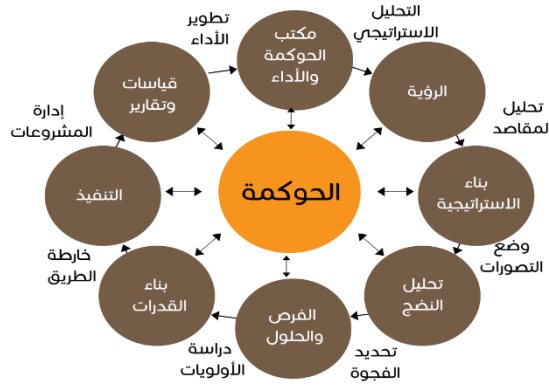 مكتب
الحوكمة
والأداء
التحليل
الاستراتيجي
الرؤية
تحليل
لمقاصد
بناء
الاستراتيجية
وضع
التصورات
تحليل
النضج
تحديد
الفجوة
الفرص
والحلول
دراسة
الأولويات
بناء
القدرات
خارطة
الطريق
التنفيذ
إدارة
المشروعات
قياسات
وتقارير
تطوير
الأداء
الحوكمة